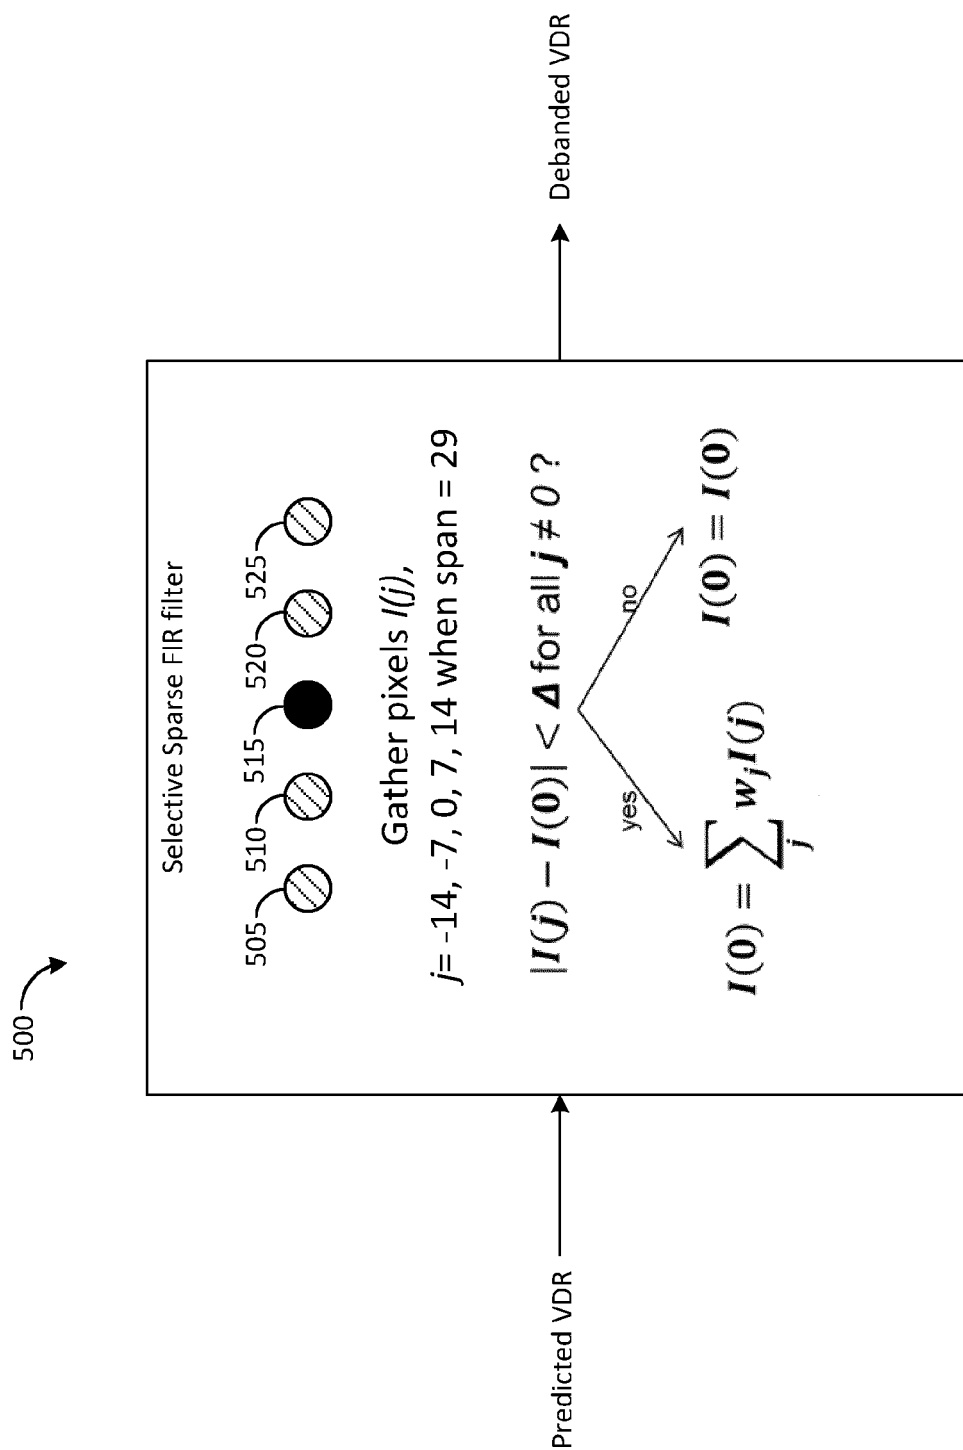 500
Selective Sparse FIR filter
505 510 515 520 525
Gather pixels I(j),
j= -14, -7, 0, 7, 14 when span = 29
|I(j) − I(0)| < Δ for all j ≠ 0 ?
yes no
I(0) = ∑ⱼ wⱼI(j) I(0) = I(0)
Predicted VDR
Debanded VDR